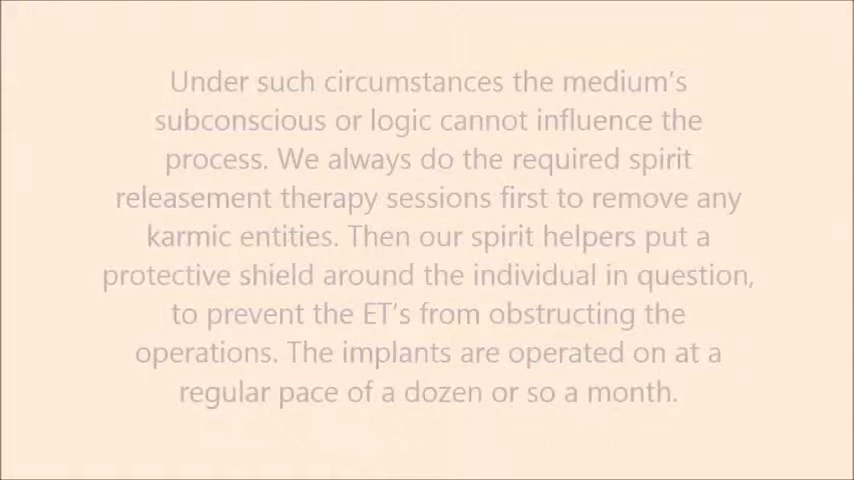 Under such circumstances the medium's
subconscious or logic cannot influence the
process. We always do the required spirit
releasement therapy sessions first to remove any
karmic entities. Then our spirit helpers put a
protective shield around the individual in question,
to prevent the ET's from obstructing the
operations. The implants are operated on at a
regular pace of a dozen or so a month.